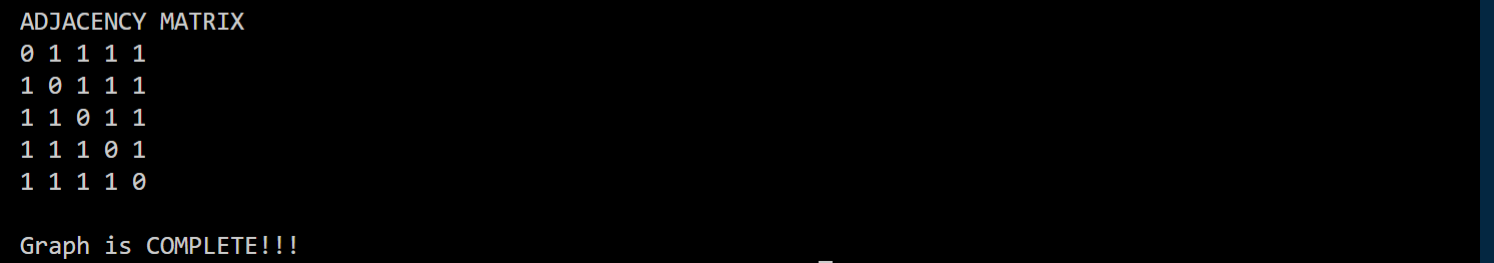 ADJACENCY MATRIX
0 1 1 1 1
1 0 1 1 1
1 1 0 1 1
1 1 1 0 1
1 1 1 1 0
Graph is COMPLETE!!!